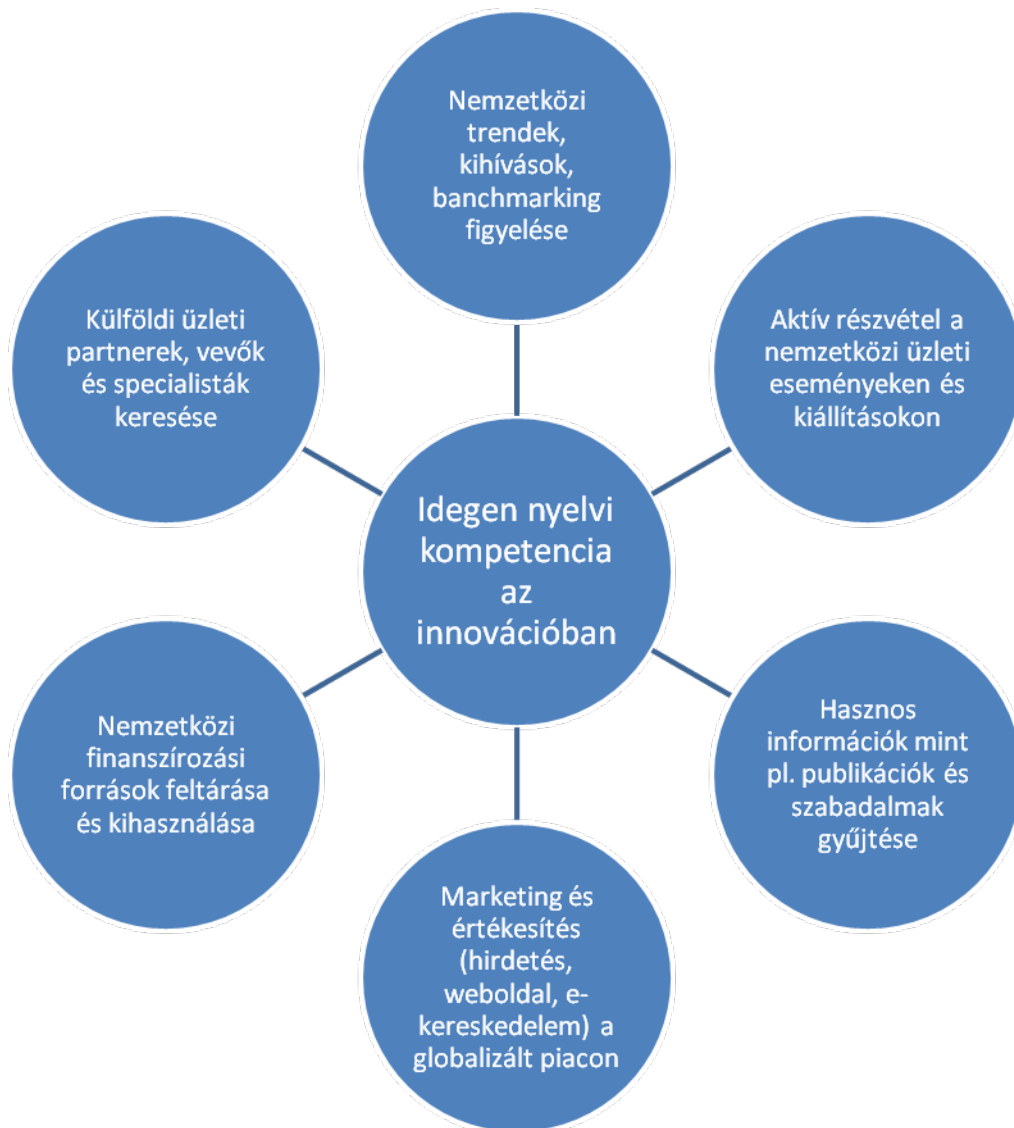 Nemzetközi
trendek,
kihívások,
banchmarking
figyelése
Aktív részvétel a
nemzetközi üzleti
eseményeken és
kiállításokon
Hasznos
információk mint
pl. publikációk és
szabadalmak
gyűjtése
Marketing és
értékesítés
(hirdetés,
weboldal, e-
kereskedelem) a
globalizált piacon
Nemzetközi
finanszírozási
források feltárása
és kihasználása
Külföldi üzleti
partnerek, vevők
és specialisták
keresése
Idegen nyelvi
kompetencia
az
innovációban